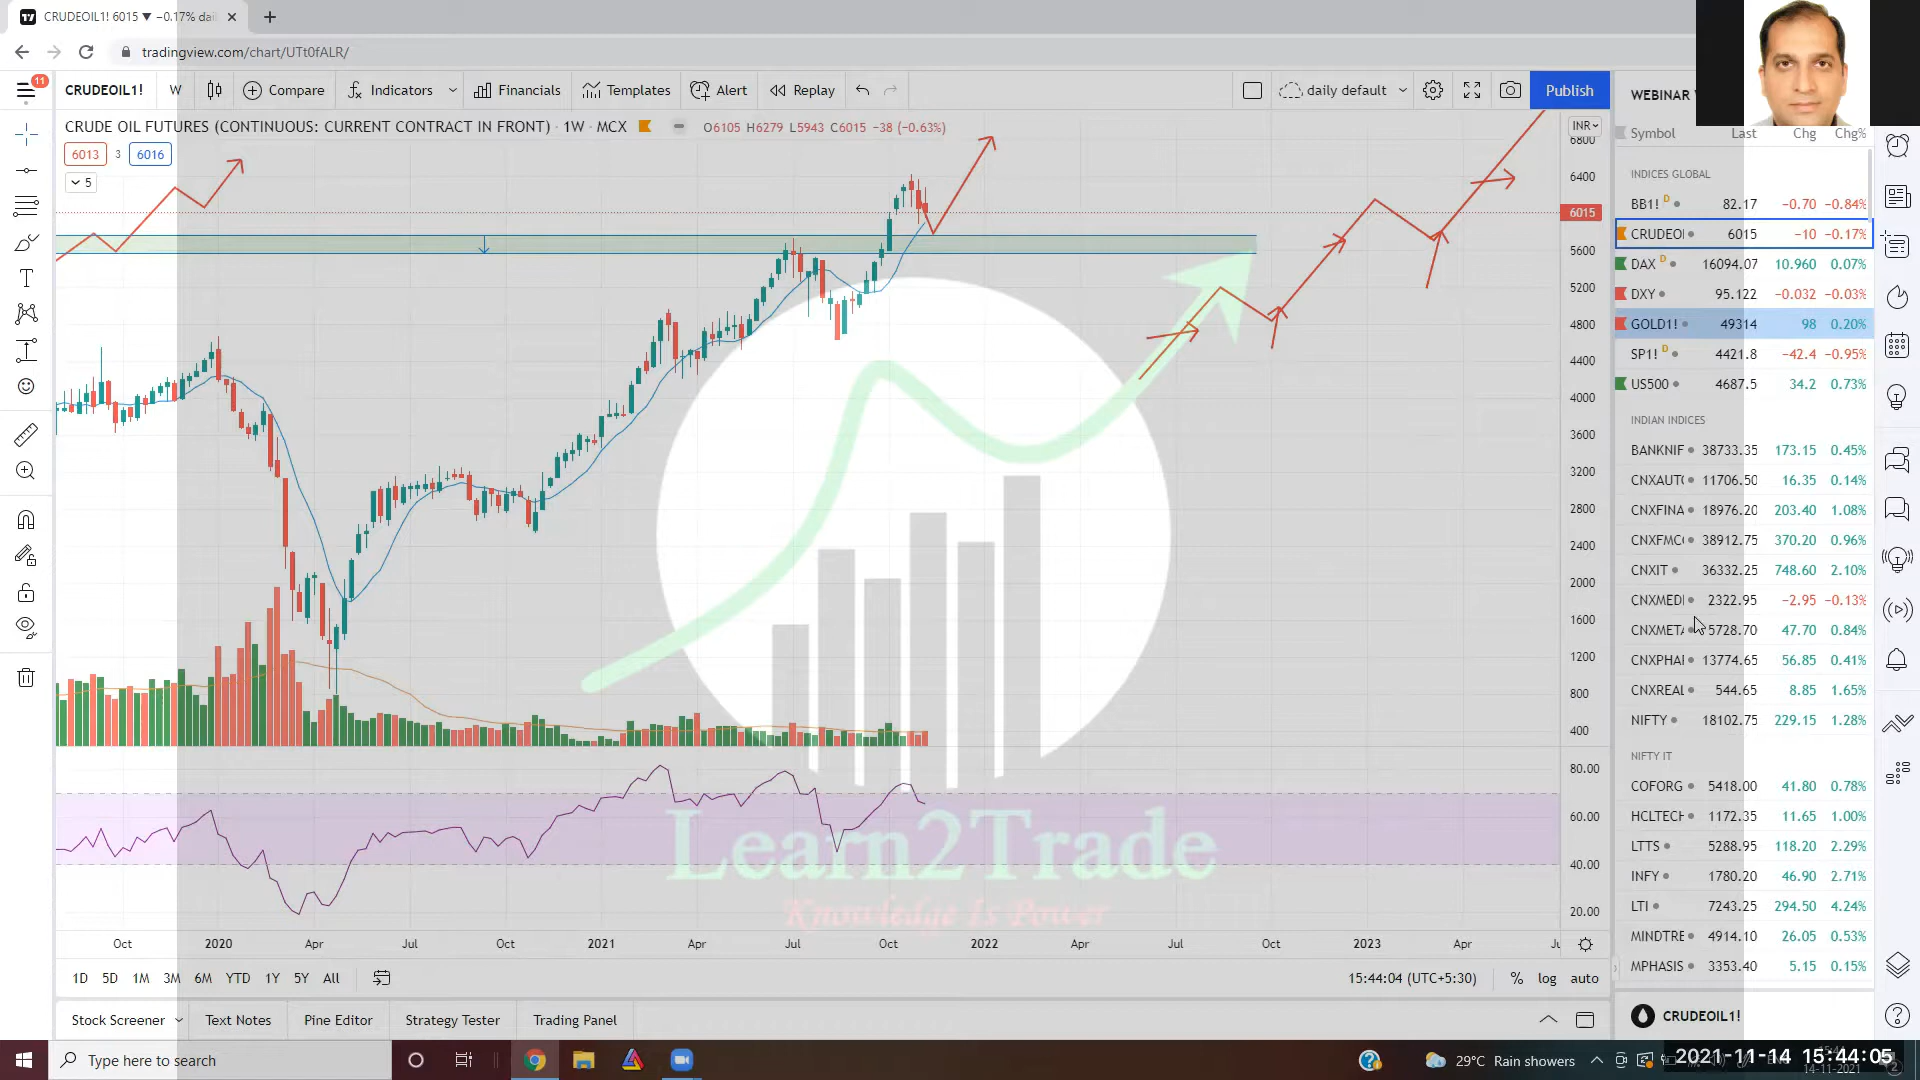 CRUDEOIL1! 6015 ▼ −0.17% dai
tradingview.com/chart/UTt0fALR/
11
CRUDEOIL1!
W
Compare
Indicators
Financials
Templates
Alert
Replay
daily default
Publish
CRUDE OIL FUTURES (CONTINUOUS: CURRENT CONTRACT IN FRONT) · 1W · MCX
O6105 H6279 L5943 C6015 −38 (−0.63%)
6013 3 6016
5
INR
6800
6400
6015
5600
5200
4800
4400
4000
3600
3200
2800
2400
2000
1600
1200
800
400
80.00
60.00
40.00
20.00
Learn2Trade
Knowledge Is Power
Oct 2020 Apr Jul Oct 2021 Apr Jul Oct 2022 Apr Jul Oct 2023 Apr
1D 5D 1M 3M 6M YTD 1Y 5Y All
15:44:04 (UTC+5:30) % log auto
Stock Screener Text Notes Pine Editor Strategy Tester Trading Panel
WEBINAR
Symbol Last Chg Chg%
INDICES GLOBAL
BB1! D 82.17 −0.70 −0.84%
CRUDEOI 6015 −10 −0.17%
DAX D 16094.07 10.960 0.07%
DXY 95.122 −0.032 −0.03%
GOLD1! 49314 98 0.20%
SP1! D 4421.8 −42.4 −0.95%
US500 4687.5 34.2 0.73%
INDIAN INDICES
BANKNIF 38733.35 173.15 0.45%
CNXAUT 11706.50 16.35 0.14%
CNXFINA 18976.20 203.40 1.08%
CNXFMC 38912.75 370.20 0.96%
CNXIT 36332.25 748.60 2.10%
CNXMEDI 2322.95 −2.95 −0.13%
CNXMETA 5728.70 47.70 0.84%
CNXPHAI 13774.65 56.85 0.41%
CNXREAL 544.65 8.85 1.65%
NIFTY 18102.75 229.15 1.28%
NIFTY IT
COFORG 5418.00 41.80 0.78%
HCLTECH 1172.35 11.65 1.00%
LTTS 5288.95 118.20 2.29%
INFY 1780.20 46.90 2.71%
LTI 7243.25 294.50 4.24%
MINDTRE 4914.10 26.05 0.53%
MPHASIS 3353.40 5.15 0.15%
CRUDEOIL1!
Type here to search
29°C Rain showers
2021-11-14 15:44:05
14-11-2021